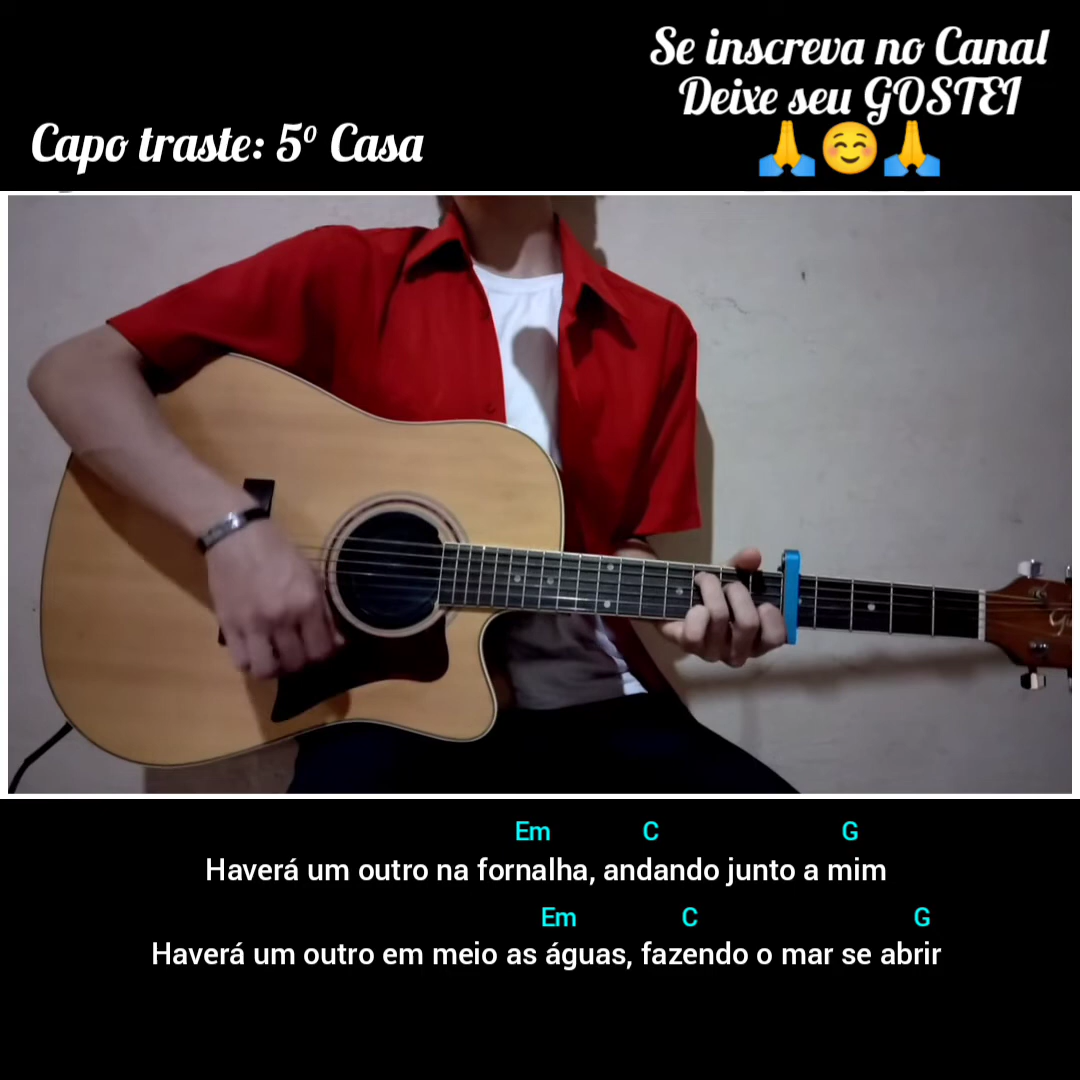 Se inscreva no Canal
Deixe seu GOSTEI
🙏☺️🙏
Capo traste: 5º Casa
Em C G
Haverá um outro na fornalha, andando junto a mim
Em C G
Haverá um outro em meio as águas, fazendo o mar se abrir